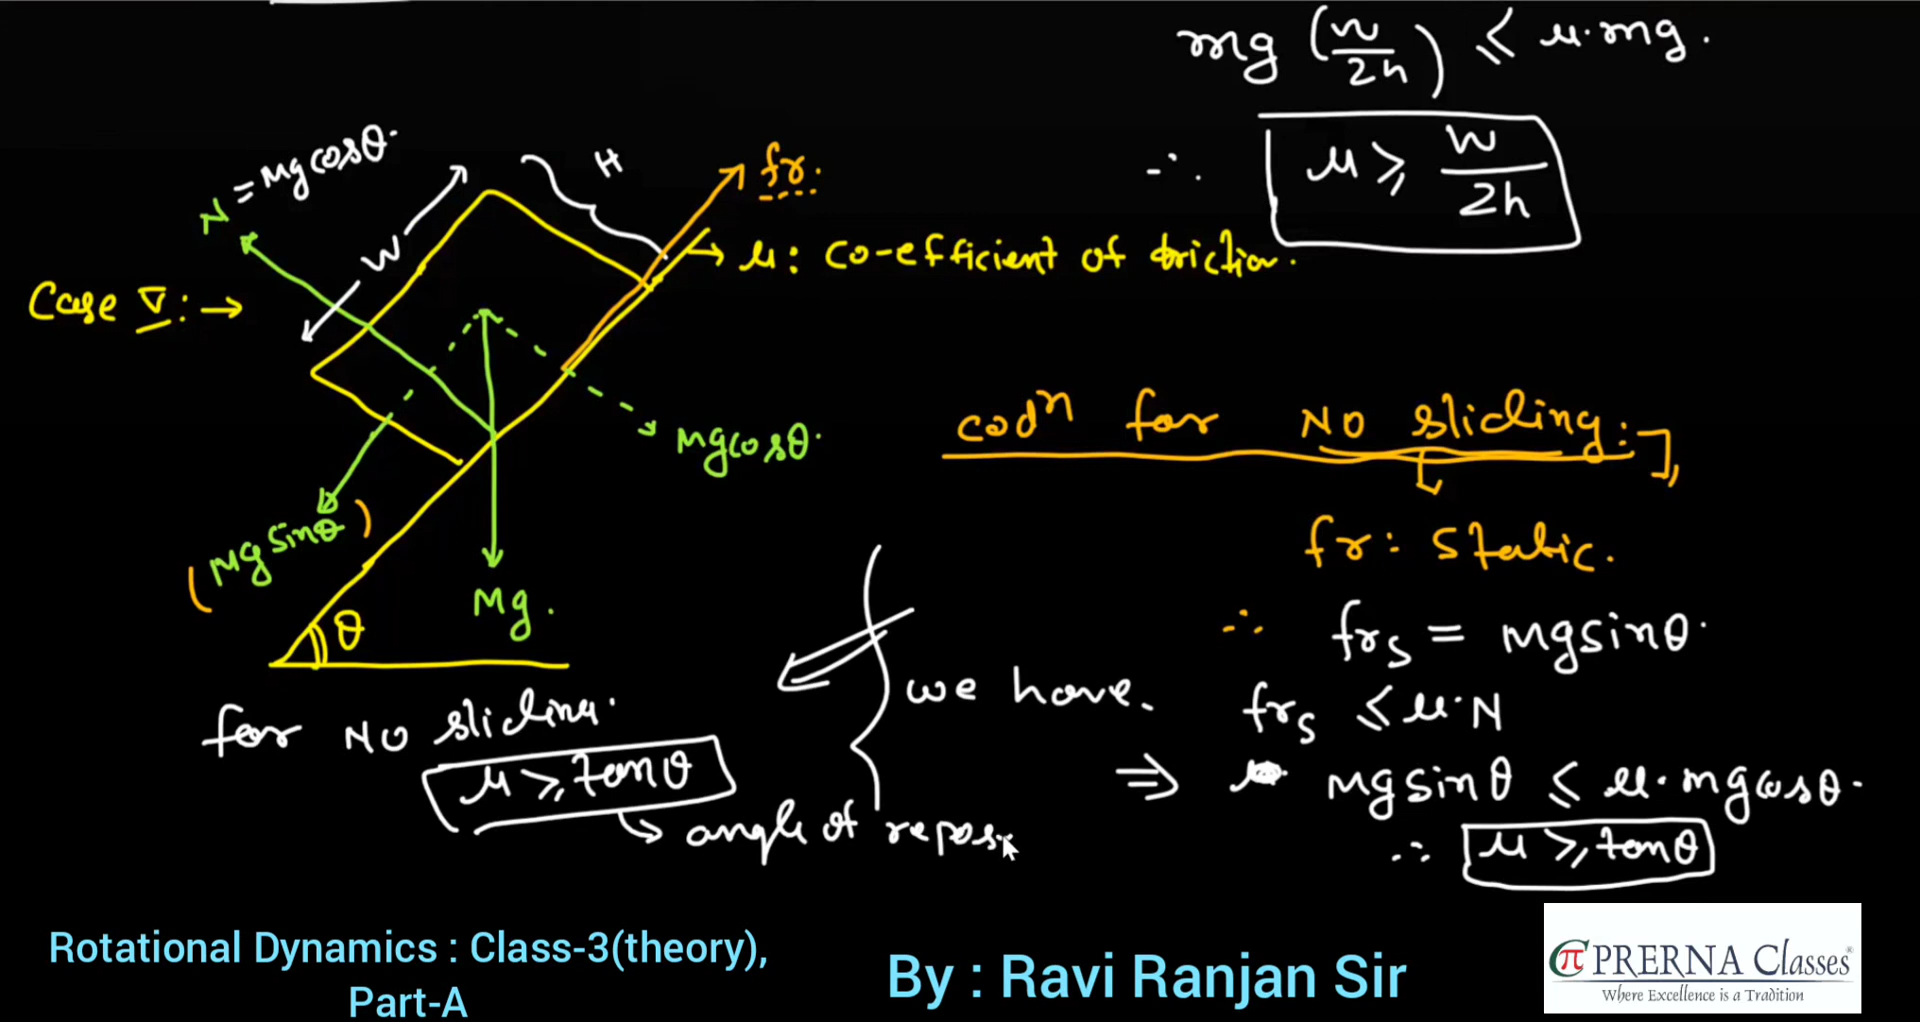 mg (w/2h) ⩽ μ·mg.
∴ μ ⩾ w/2h
N = Mg cosθ.
W
H
fr.
μ: co-efficient of friction.
Case V: →
Mg cosθ.
(Mg sinθ)
Mg.
θ
codⁿ for NO sliding:-],
fr: static.
∴ frs = mgsinθ.
we have. frs ⩽ μ·N
⇒ mgsinθ ⩽ μ·mgcosθ.
∴ μ ⩾ tanθ
for NO sliding.
μ ⩾ tanθ
↳ angle of repos
Rotational Dynamics : Class-3(theory),
Part-A
By : Ravi Ranjan Sir
π PRERNA Classes®
Where Excellence is a Tradition